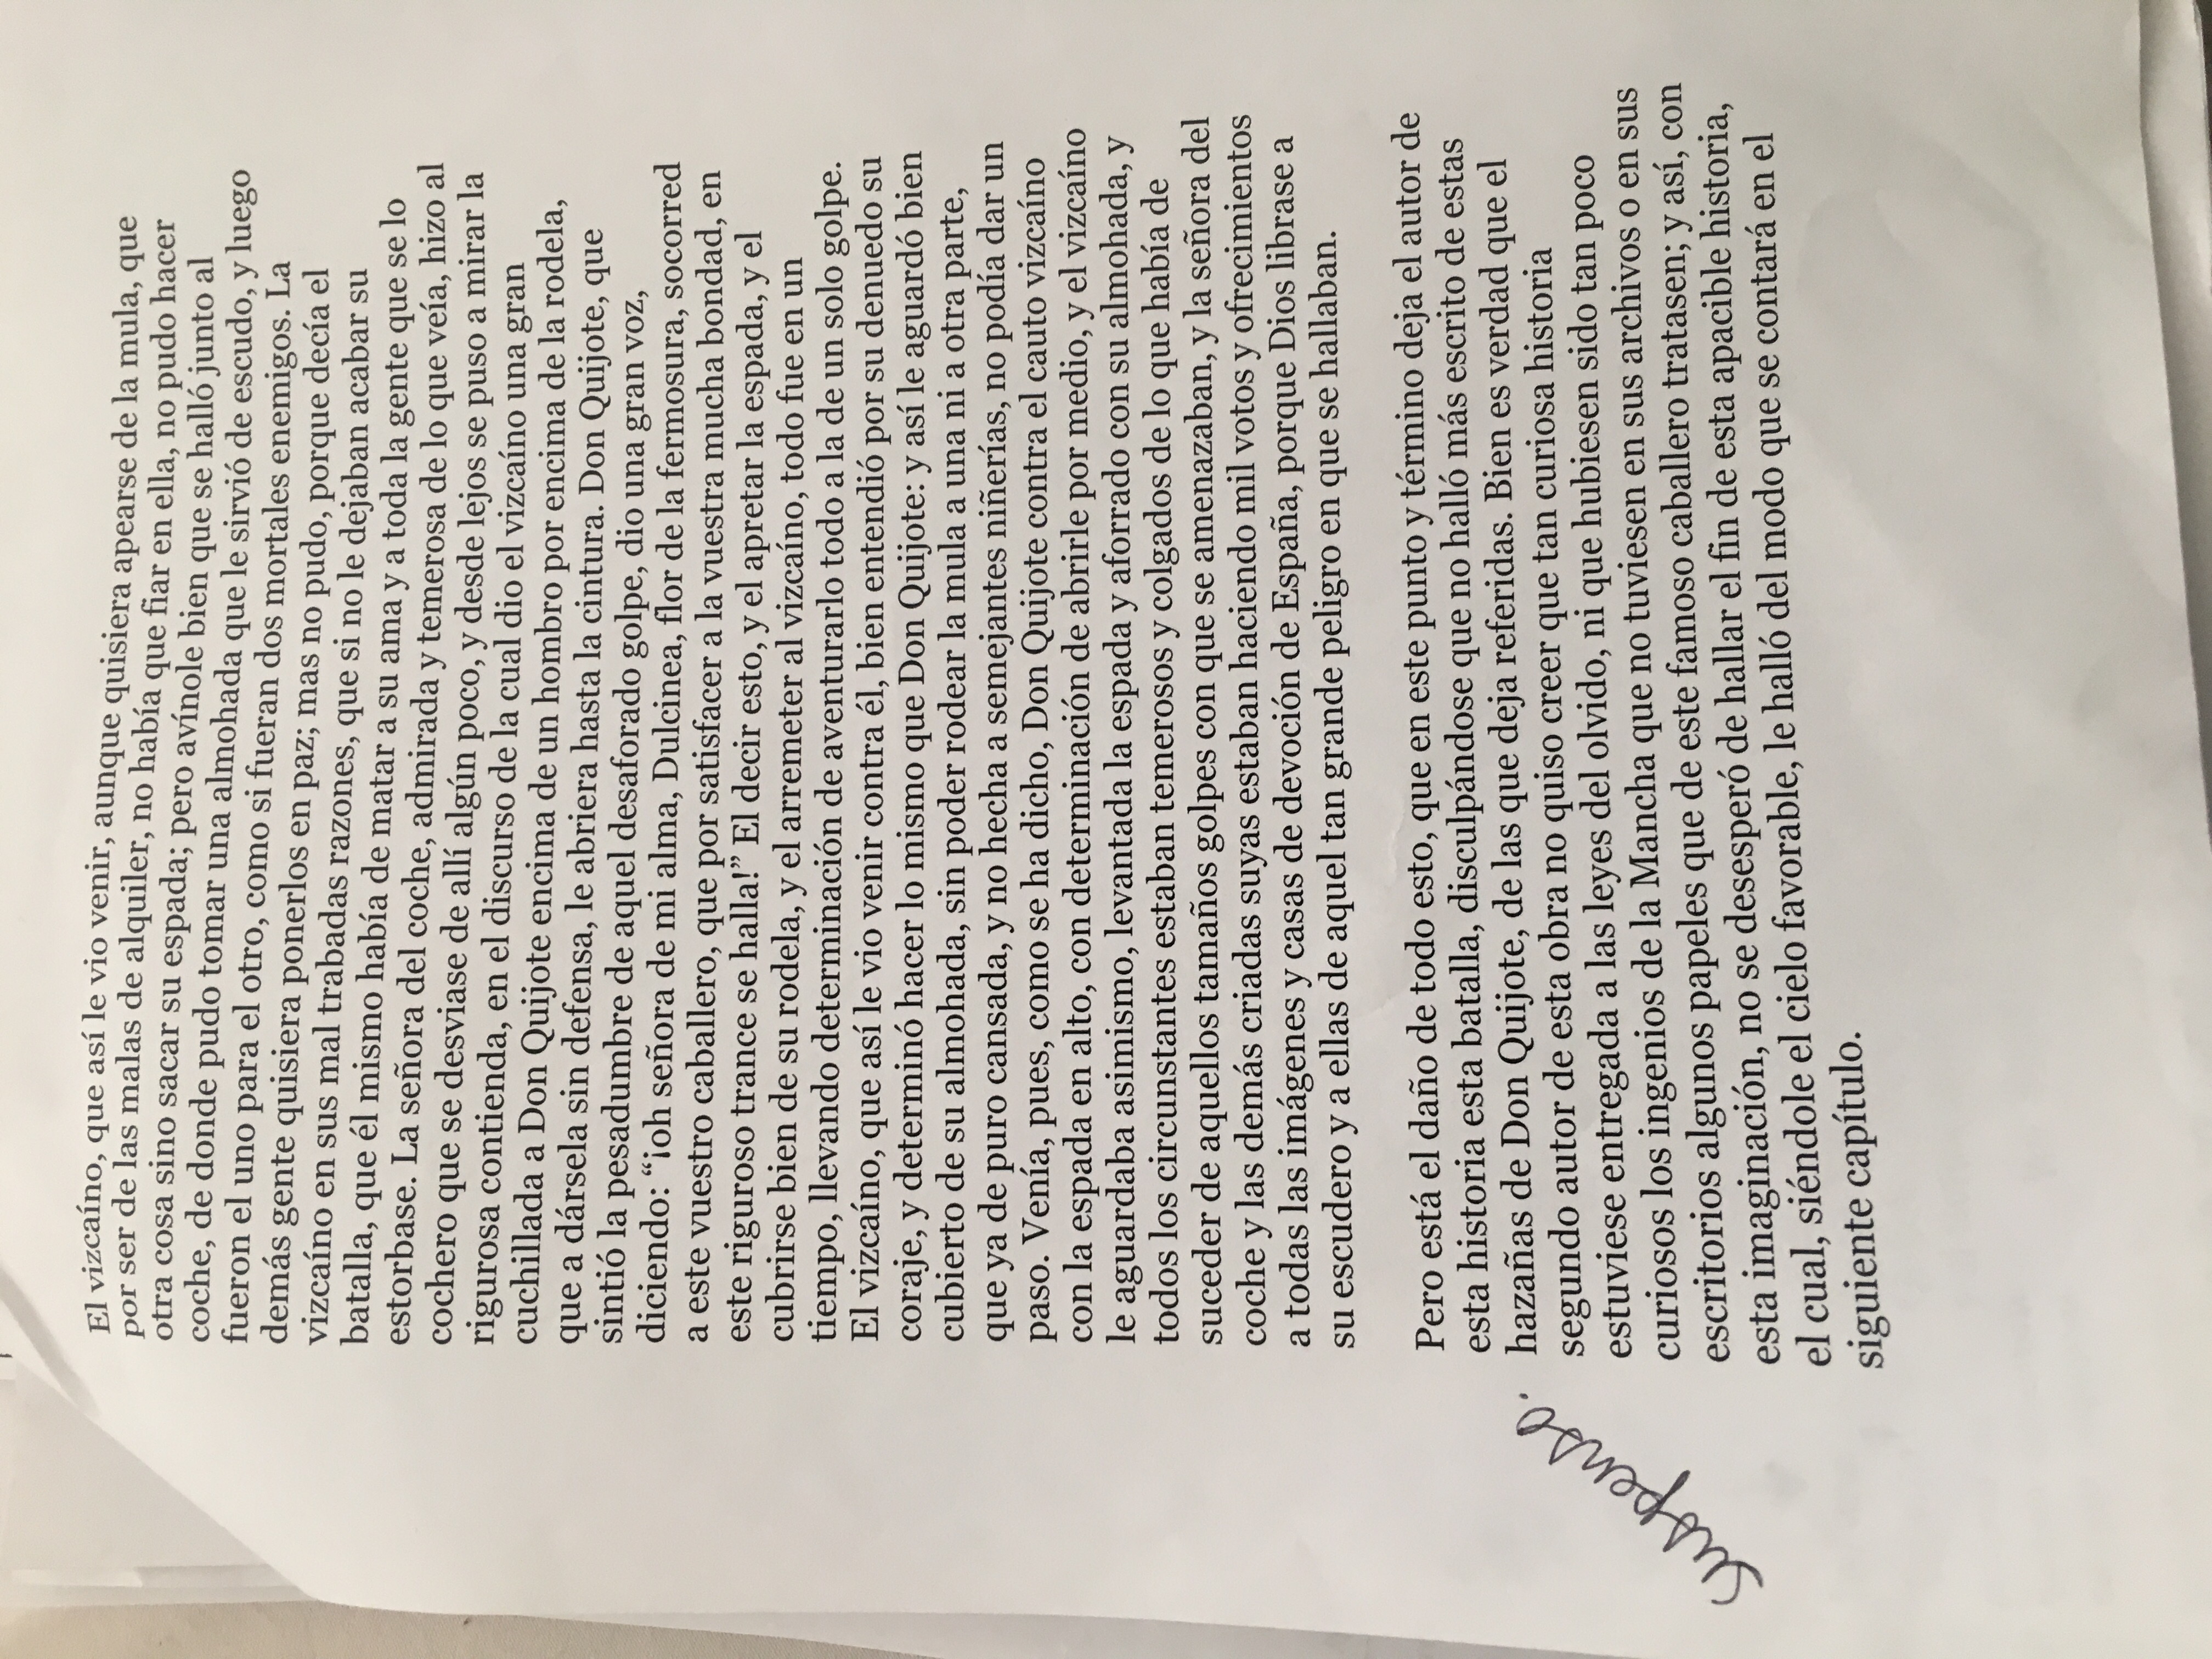 El vizcaíno, que así le vio venir, aunque quisiera apearse de la mula, que
por ser de las malas de alquiler, no había que fiar en ella, no pudo hacer
otra cosa sino sacar su espada; pero avínole bien que se halló junto al
coche, de donde pudo tomar una almohada que le sirvió de escudo, y luego
fueron el uno para el otro, como si fueran dos mortales enemigos. La
demás gente quisiera ponerlos en paz; mas no pudo, porque decía el
vizcaíno en sus mal trabadas razones, que si no le dejaban acabar su
batalla, que él mismo había de matar a su ama y a toda la gente que se lo
estorbase. La señora del coche, admirada y temerosa de lo que veía, hizo al
cochero que se desviase de allí algún poco, y desde lejos se puso a mirar la
rigurosa contienda, en el discurso de la cual dio el vizcaíno una gran
cuchillada a Don Quijote encima de un hombro por encima de la rodela,
que a dársela sin defensa, le abriera hasta la cintura. Don Quijote, que
sintió la pesadumbre de aquel desaforado golpe, dio una gran voz,
diciendo: “¡oh señora de mi alma, Dulcinea, flor de la fermosura, socorred
a este vuestro caballero, que por satisfacer a la vuestra mucha bondad, en
este riguroso trance se halla!” El decir esto, y el apretar la espada, y el
cubrirse bien de su rodela, y el arremeter al vizcaíno, todo fue en un
tiempo, llevando determinación de aventurarlo todo a la de un solo golpe.
El vizcaíno, que así le vio venir contra él, bien entendió por su denuedo su
coraje, y determinó hacer lo mismo que Don Quijote: y así le aguardó bien
cubierto de su almohada, sin poder rodear la mula a una ni a otra parte,
que ya de puro cansada, y no hecha a semejantes niñerías, no podía dar un
paso. Venía, pues, como se ha dicho, Don Quijote contra el cauto vizcaíno
con la espada en alto, con determinación de abrirle por medio, y el vizcaíno
le aguardaba asimismo, levantada la espada y aforrado con su almohada, y
todos los circunstantes estaban temerosos y colgados de lo que había de
suceder de aquellos tamaños golpes con que se amenazaban, y la señora del
coche y las demás criadas suyas estaban haciendo mil votos y ofrecimientos
a todas las imágenes y casas de devoción de España, porque Dios librase a
su escudero y a ellas de aquel tan grande peligro en que se hallaban.
Pero está el daño de todo esto, que en este punto y término deja el autor de
esta historia esta batalla, disculpándose que no halló más escrito de estas
hazañas de Don Quijote, de las que deja referidas. Bien es verdad que el
segundo autor de esta obra no quiso creer que tan curiosa historia
estuviese entregada a las leyes del olvido, ni que hubiesen sido tan poco
curiosos los ingenios de la Mancha que no tuviesen en sus archivos o en sus
escritorios algunos papeles que de este famoso caballero tratasen; y así, con
esta imaginación, no se desesperó de hallar el fin de esta apacible historia,
el cual, siéndole el cielo favorable, le halló del modo que se contará en el
siguiente capítulo.
suspenso.